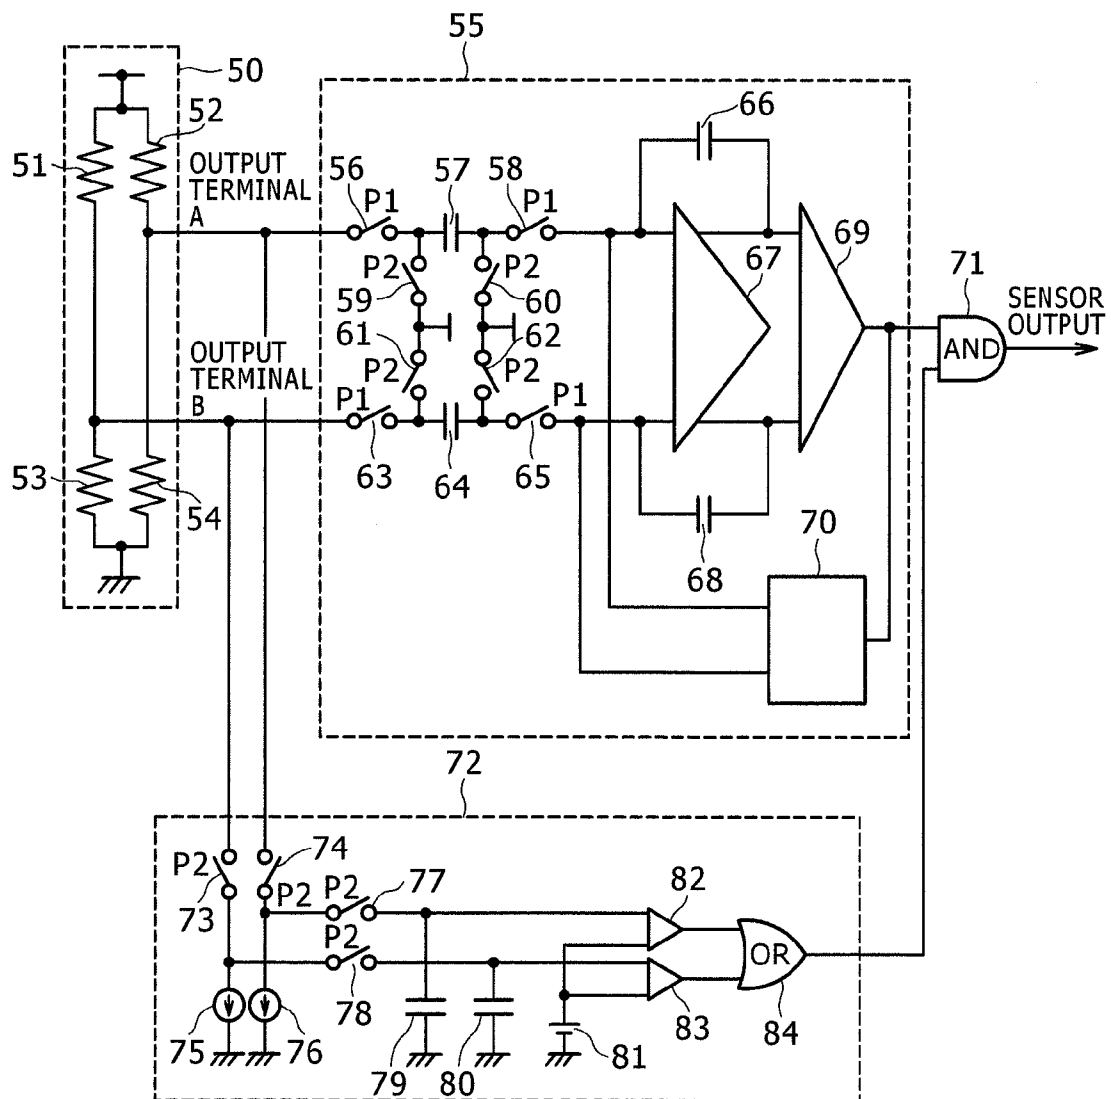 55
50
52
66
51
OUTPUT
TERMINAL
A
56
57
58
P1
P1
67
69
71
P2
P2
59
60
SENSOR
OUTPUT
61
62
AND
OUTPUT
TERMINAL
B
P2
P2
P1
P1
53
54
63
64
65
70
68
72
P2
74
73
P2
P2
77
82
P2
OR
78
83
84
75
76
79
80
81